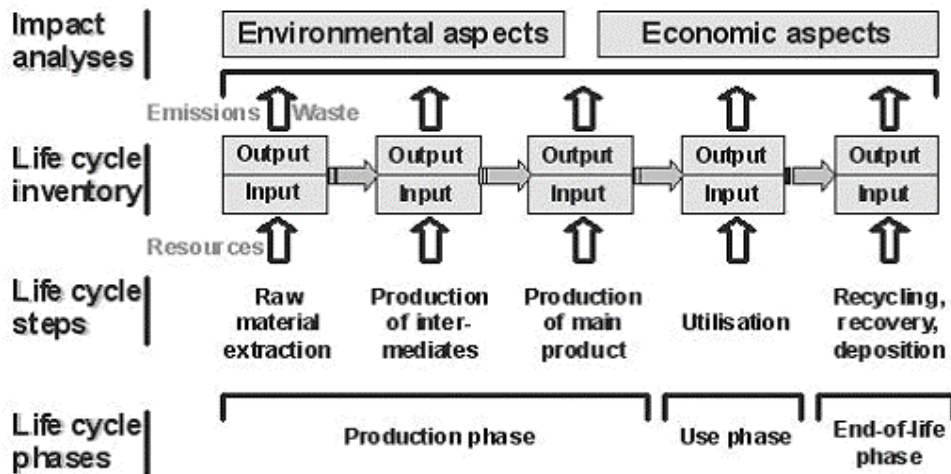 Impact
analyses
Environmental aspects
Economic aspects
Emissions Waste
Life cycle
inventory
Output
Input
Output
Input
Output
Input
Output
Input
Output
Input
Resources
Life cycle
steps
Raw
material
extraction
Production
of inter-
mediates
Production
of main
product
Utilisation
Recycling,
recovery,
deposition
Life cycle
phases
Production phase
Use phase
End-of-life
phase